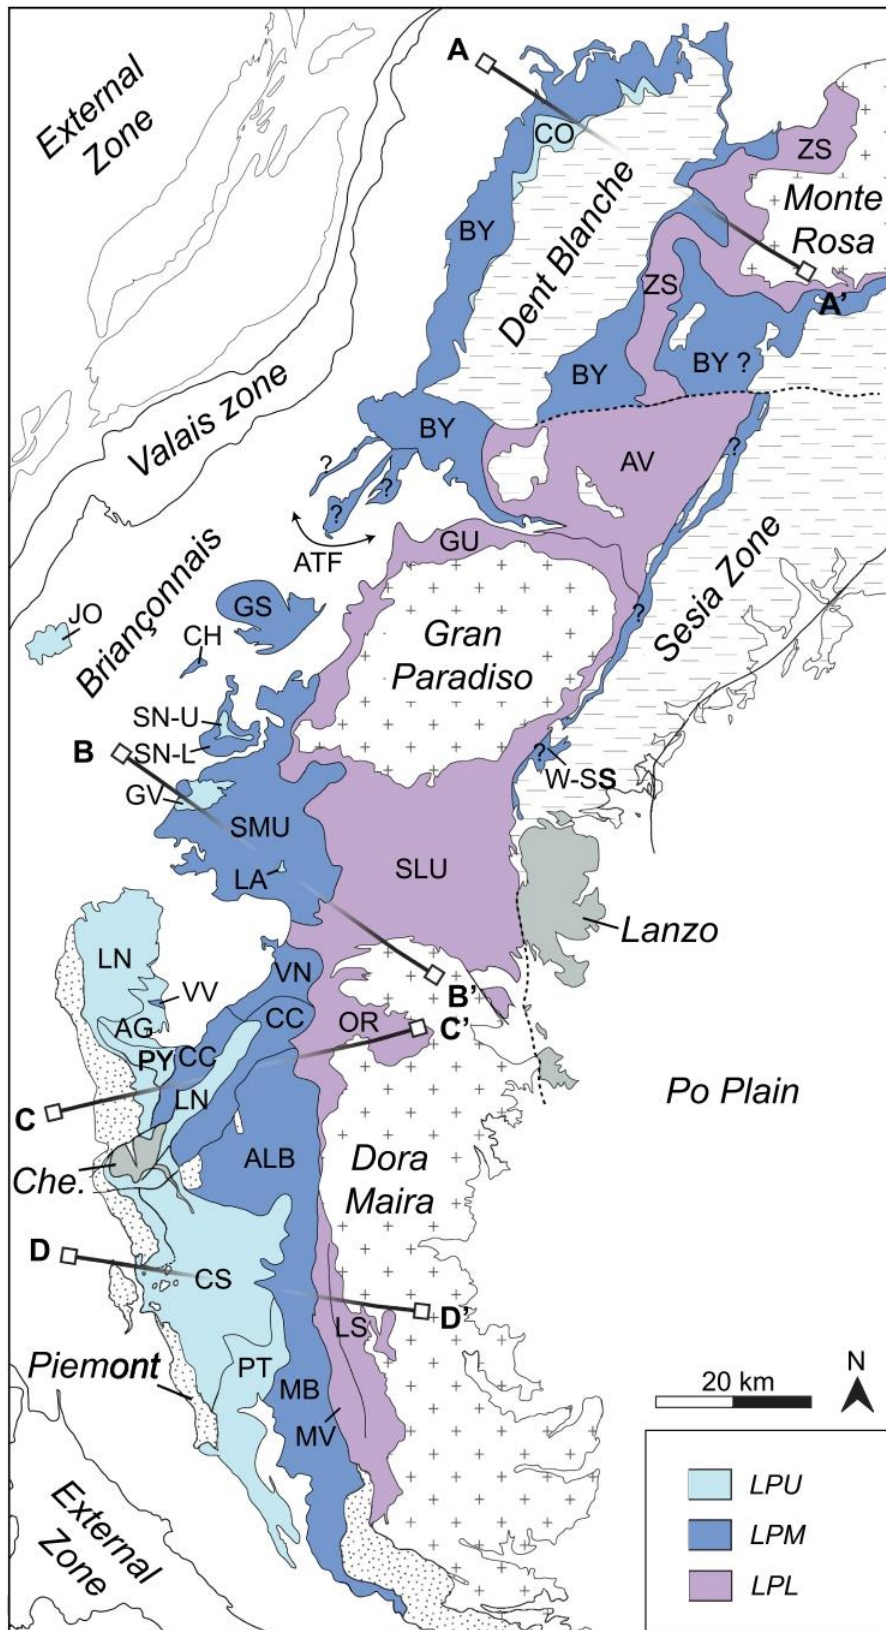 A
External
Zone
CO
ZS
Monte
Rosa
BY
Dent Blanche
ZS
A'
BY
BY ?
Valais zone
BY
?
AV
?
?
?
ATF
GU
Sesia Zone
Briançonnais
GS
JO
?
CH
Gran
Paradiso
SN-U
B
SN-L
?
W-SS
GV
SMU
LA
SLU
Lanzo
LN
VN
B'
VV
CC
OR
C'
AG
PY
CC
LN
Po Plain
C
ALB
Dora
Maira
Che.
D
CS
D'
LS
Piemont
PT
MB
20 km
N
MV
External
Zone
LPU
LPM
LPL